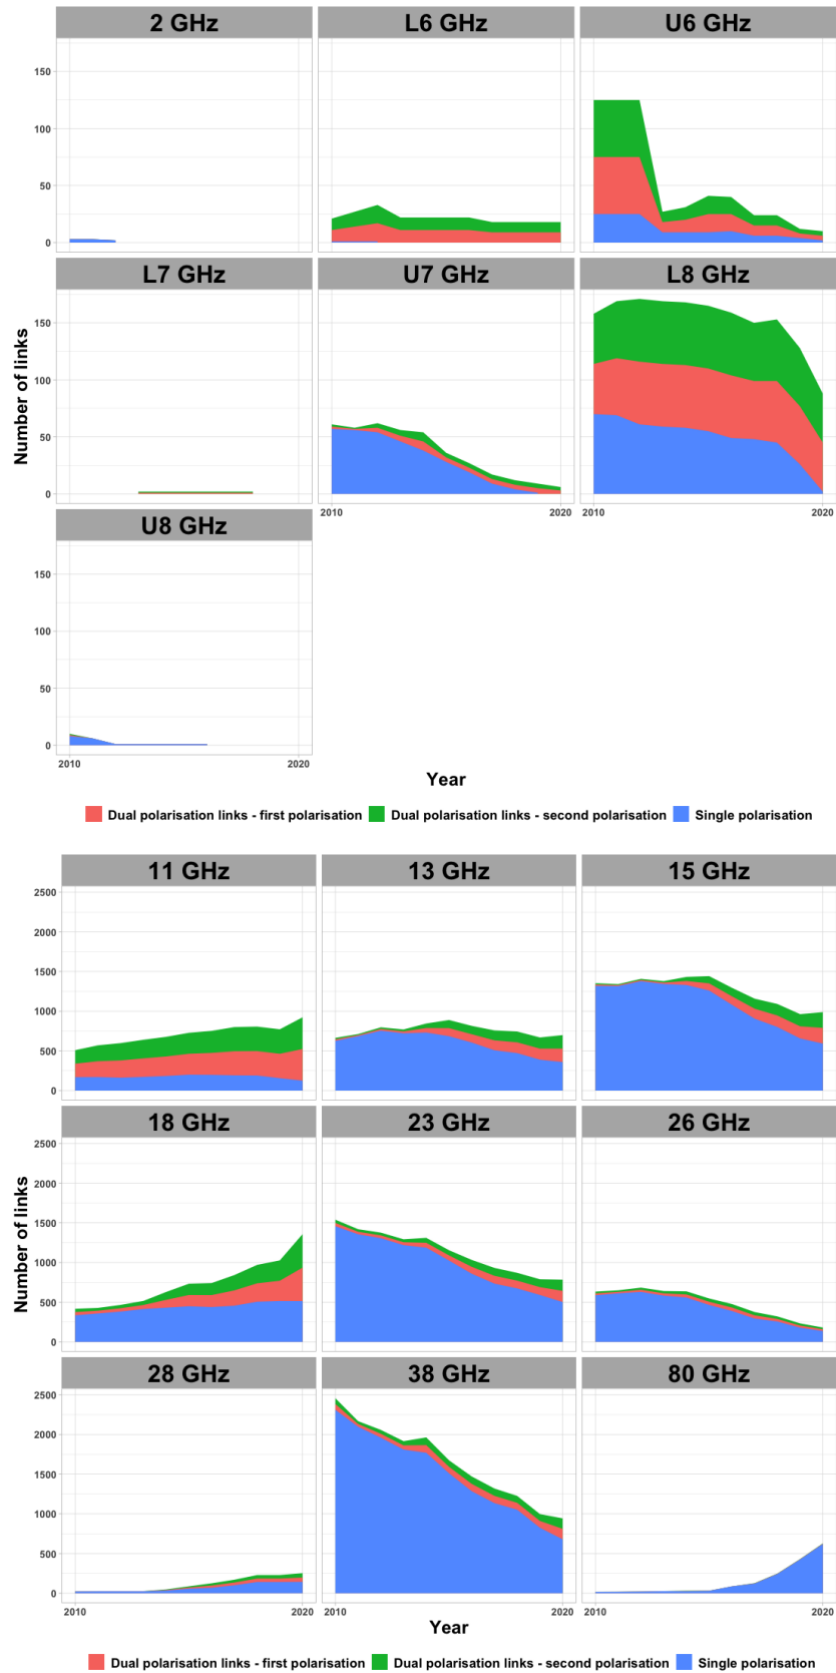 2 GHz L6 GHz U6 GHz
150
100
50
0
L7 GHz U7 GHz L8 GHz
150
100
50
0
2010 2020 2010 2020
U8 GHz
150
100
50
0
2010 2020
Number of links
Year
Dual polarisation links - first polarisation Dual polarisation links - second polarisation Single polarisation
11 GHz 13 GHz 15 GHz
2500
2000
1500
1000
500
0
18 GHz 23 GHz 26 GHz
2500
2000
1500
1000
500
0
28 GHz 38 GHz 80 GHz
2500
2000
1500
1000
500
0
2010 2020 2010 2020 2010 2020
Number of links
Year
Dual polarisation links - first polarisation Dual polarisation links - second polarisation Single polarisation